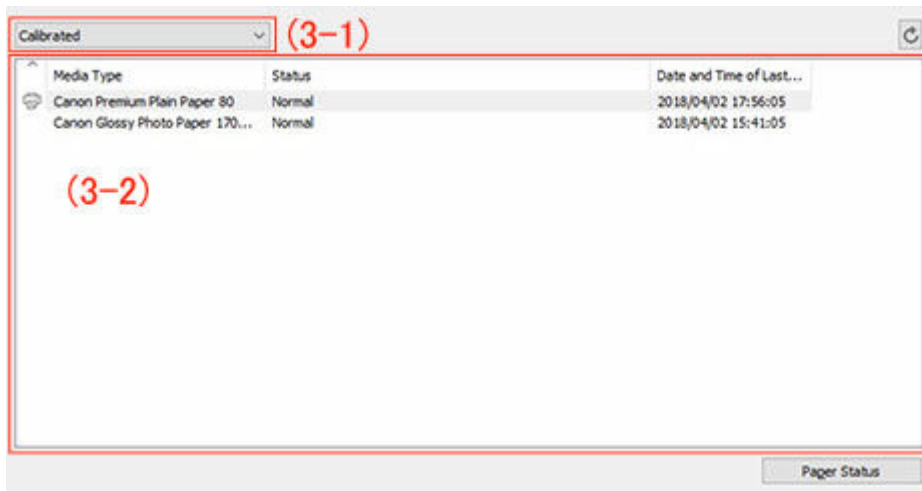 Calibrated (3-1)
Media Type Status Date and Time of Last...
Canon Premium Plain Paper 80 Normal 2018/04/02 17:56:05
Canon Glossy Photo Paper 170... Normal 2018/04/02 15:41:05
(3-2)
Pager Status